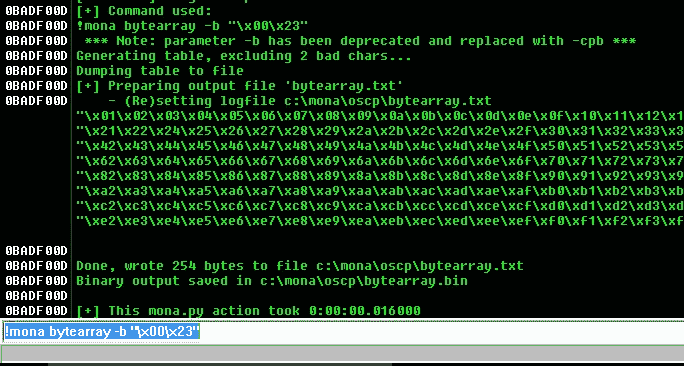 0BADF00D [+] Command used:
0BADF00D !mona bytearray -b "\x00\x23"
0BADF00D  *** Note: parameter -b has been deprecated and replaced with -cpb ***
0BADF00D Generating table, excluding 2 bad chars...
0BADF00D Dumping table to file
0BADF00D [+] Preparing output file 'bytearray.txt'
0BADF00D     - (Re)setting logfile c:\mona\oscp\bytearray.txt
"\x01\x02\x03\x04\x05\x06\x07\x08\x09\x0a\x0b\x0c\x0d\x0e\x0f\x10\x11\x12\x1
"\x21\x22\x24\x25\x26\x27\x28\x29\x2a\x2b\x2c\x2d\x2e\x2f\x30\x31\x32\x33\x3
"\x42\x43\x44\x45\x46\x47\x48\x49\x4a\x4b\x4c\x4d\x4e\x4f\x50\x51\x52\x53\x5
"\x62\x63\x64\x65\x66\x67\x68\x69\x6a\x6b\x6c\x6d\x6e\x6f\x70\x71\x72\x73\x7
"\x82\x83\x84\x85\x86\x87\x88\x89\x8a\x8b\x8c\x8d\x8e\x8f\x90\x91\x92\x93\x9
"\xa2\xa3\xa4\xa5\xa6\xa7\xa8\xa9\xaa\xab\xac\xad\xae\xaf\xb0\xb1\xb2\xb3\xb
"\xc2\xc3\xc4\xc5\xc6\xc7\xc8\xc9\xca\xcb\xcc\xcd\xce\xcf\xd0\xd1\xd2\xd3\xd
"\xe2\xe3\xe4\xe5\xe6\xe7\xe8\xe9\xea\xeb\xec\xed\xee\xef\xf0\xf1\xf2\xf3\xf
0BADF00D
0BADF00D Done, wrote 254 bytes to file c:\mona\oscp\bytearray.txt
0BADF00D Binary output saved in c:\mona\oscp\bytearray.bin
0BADF00D
0BADF00D [+] This mona.py action took 0:00:00.016000
!mona bytearray -b "\x00\x23"